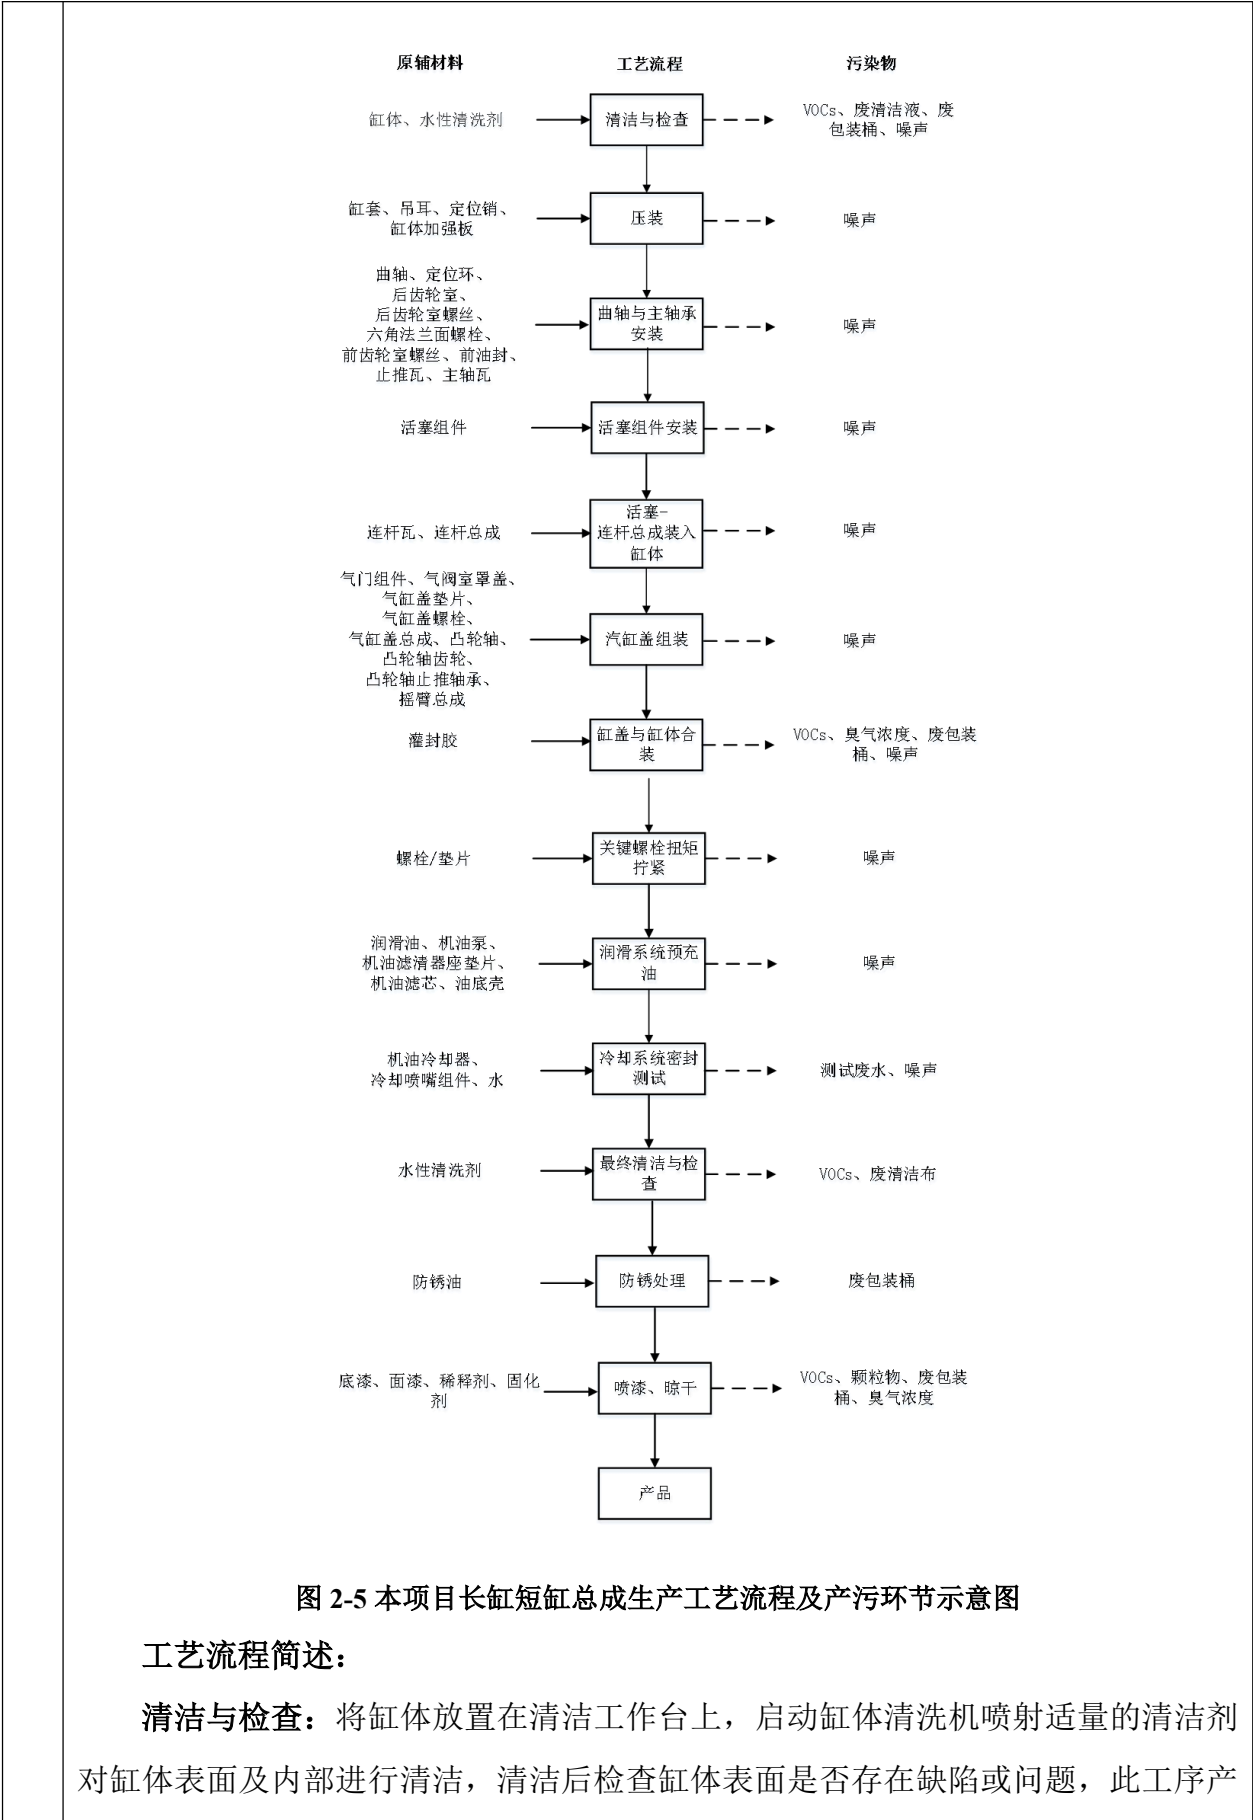 原辅材料
工艺流程
污染物
缸体、水性清洗剂
清洁与检查
VOCs、废清洁液、废
包装桶、噪声
缸套、吊耳、定位销、
缸体加强板
压装
噪声
曲轴、定位环、
后齿轮室、
后齿轮室螺丝、
六角法兰面螺栓、
前齿轮室螺丝、前油封、
止推瓦、主轴瓦
曲轴与主轴承
安装
噪声
活塞组件
活塞组件安装
噪声
连杆瓦、连杆总成
活塞-
连杆总成装入
缸体
噪声
气门组件、气阀室罩盖、
气缸盖垫片、
气缸盖螺栓、
气缸盖总成、凸轮轴、
凸轮轴齿轮、
凸轮轴止推轴承、
摇臂总成
汽缸盖组装
噪声
灌封胶
缸盖与缸体合
装
VOCs、臭气浓度、废包装
桶、噪声
螺栓/垫片
关键螺栓扭矩
拧紧
噪声
润滑油、机油泵、
机油滤清器座垫片、
机油滤芯、油底壳
润滑系统预充
油
噪声
机油冷却器、
冷却喷嘴组件、水
冷却系统密封
测试
测试废水、噪声
水性清洗剂
最终清洁与检
查
VOCs、废清洁布
防锈油
防锈处理
废包装桶
底漆、面漆、稀释剂、固化
剂
喷漆、晾干
VOCs、颗粒物、废包装
桶、臭气浓度
产品
图 2-5 本项目长缸短缸总成生产工艺流程及产污环节示意图
工艺流程简述：
清洁与检查：将缸体放置在清洁工作台上，启动缸体清洗机喷射适量的清洁剂
对缸体表面及内部进行清洁，清洁后检查缸体表面是否存在缺陷或问题，此工序产